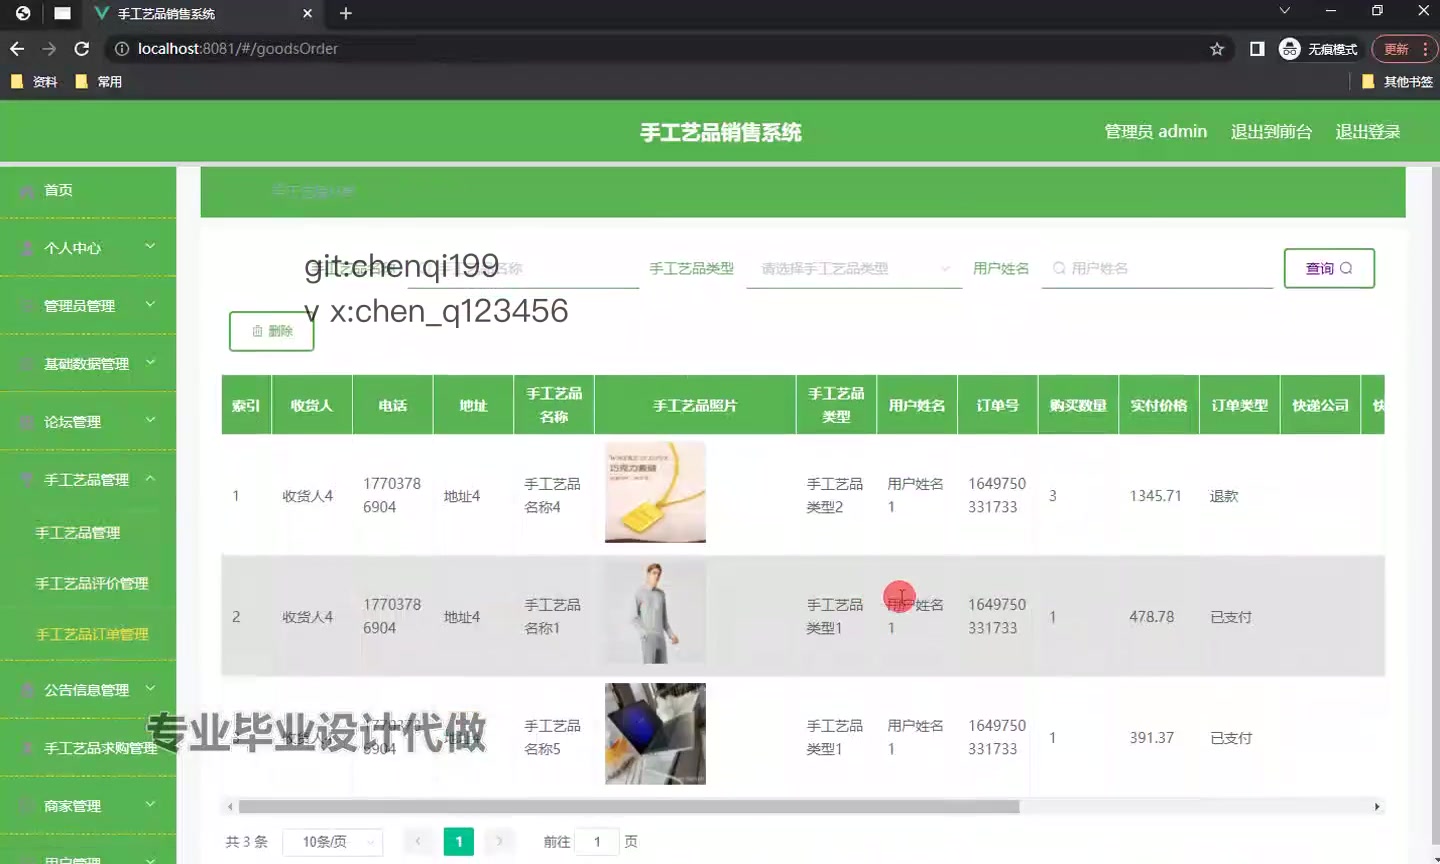 手工艺品销售系统
localhost:8081/#/goodsOrder
无痕模式
更新
资料
常用
其他书签
手工艺品销售系统
管理员 admin
退出到前台
退出登录
首页
个人中心
管理员管理
基础数据管理
论坛管理
手工艺品管理
手工艺品管理
手工艺品评价管理
手工艺品订单管理
公告信息管理
手工艺品求购管理
商家管理
用户管理
git:chenqi199
v x:chen_q123456
手工艺品类型
请选择手工艺品类型
用户姓名
用户姓名
查询
删除
索引 收货人 电话 地址 手工艺品名称 手工艺品照片 手工艺品类型 用户姓名 订单号 购买数量 实付价格 订单类型 快递公司 快
1 收货人4 17703786904 地址4 手工艺品名称4 手工艺品类型2 用户姓名1 1649750331733 3 1345.71 退款
巧克力素链
2 收货人4 17703786904 地址4 手工艺品名称1 手工艺品类型1 用户姓名1 1649750331733 1 478.78 已支付
手工艺品名称5 手工艺品类型1 用户姓名1 1649750331733 1 391.37 已支付
专业毕业设计代做
共 3 条
10条/页
1
前往 1 页